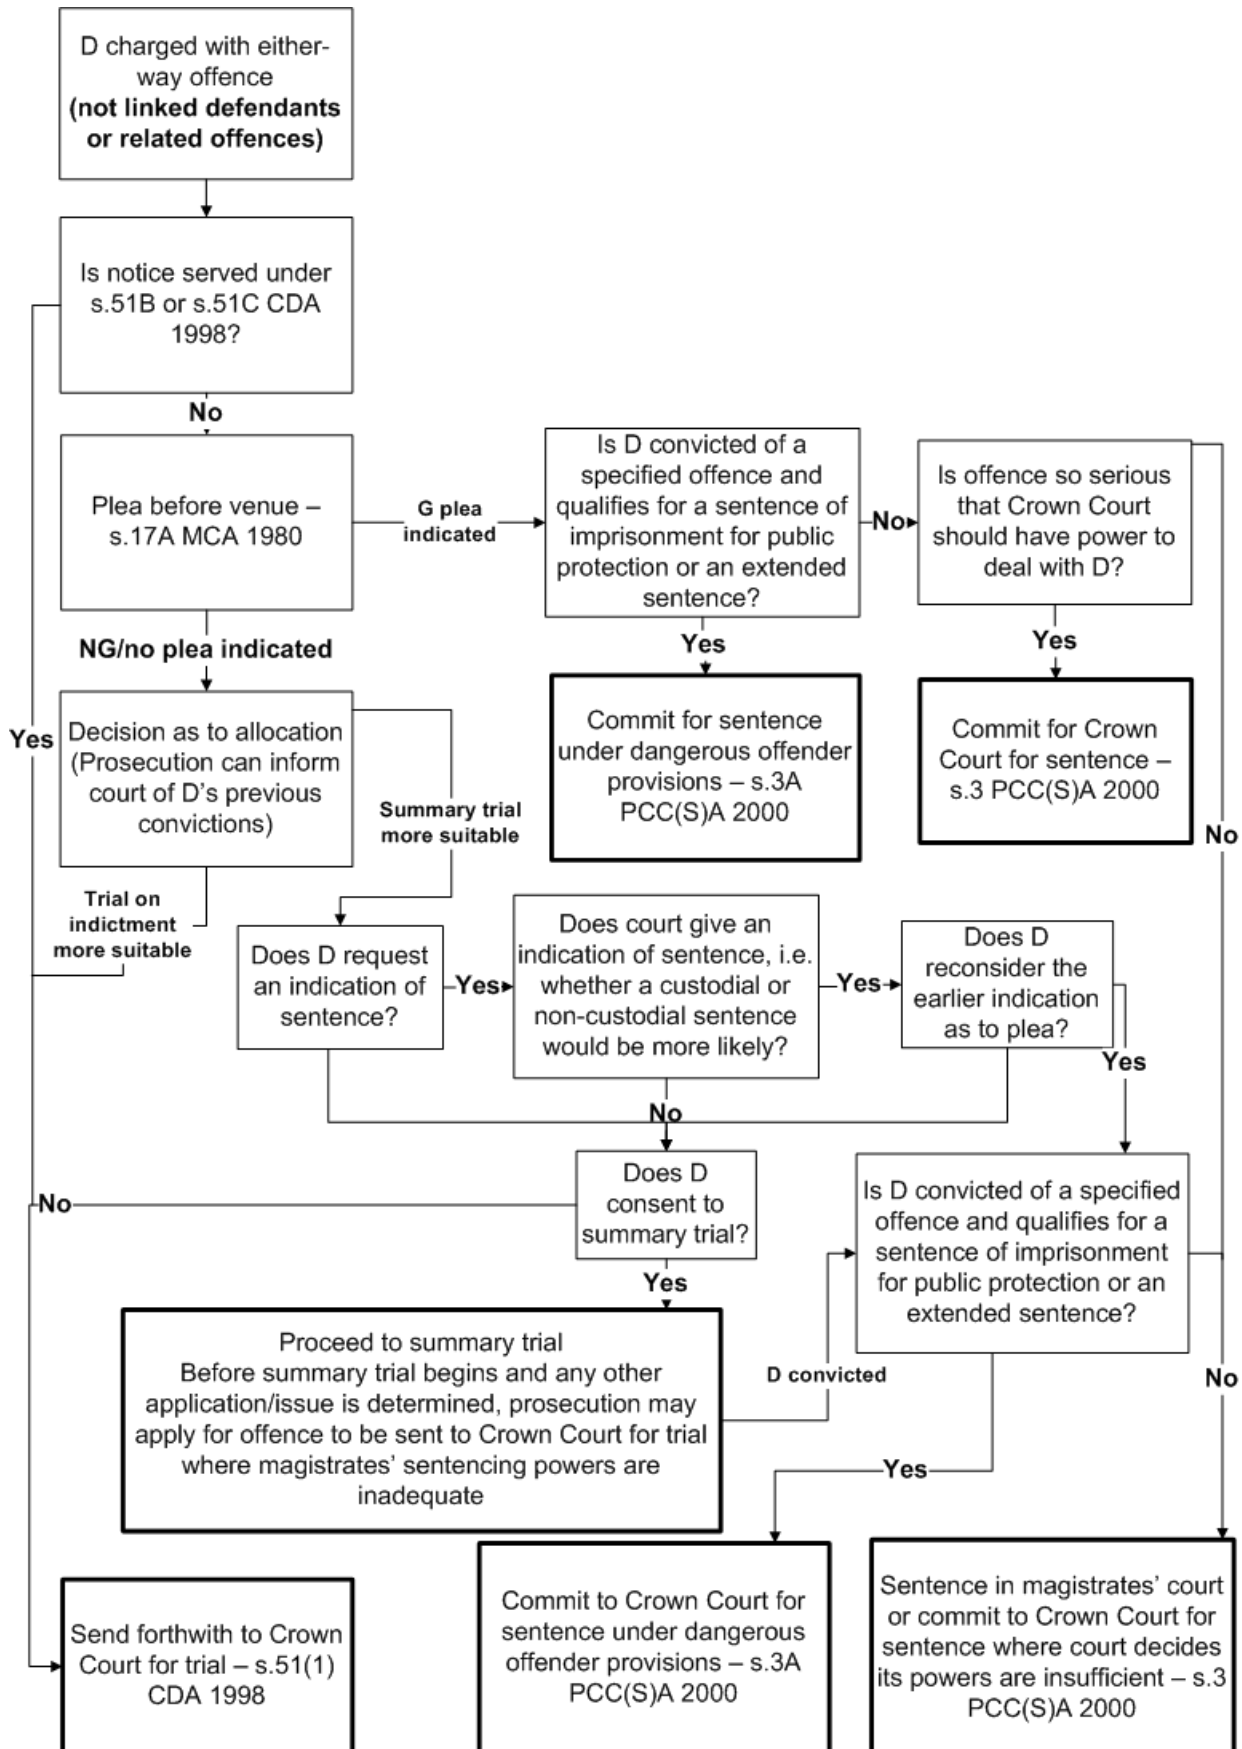 D charged with either-
way offence
(not linked defendants
or related offences)
Is notice served under
s.51B or s.51C CDA
1998?
No
Plea before venue –
s.17A MCA 1980
G plea
indicated
Is D convicted of a
specified offence and
qualifies for a sentence of
imprisonment for public
protection or an extended
sentence?
No
Is offence so serious
that Crown Court
should have power to
deal with D?
NG/no plea indicated
Yes
Yes
Yes
Decision as to allocation
(Prosecution can inform
court of D's previous
convictions)
Summary trial
more suitable
Commit for sentence
under dangerous offender
provisions – s.3A
PCC(S)A 2000
Commit for Crown
Court for sentence –
s.3 PCC(S)A 2000
No
Trial on
indictment
more suitable
Does D request
an indication of
sentence?
Yes
Does court give an
indication of sentence, i.e.
whether a custodial or
non-custodial sentence
would be more likely?
Yes
Does D
reconsider the
earlier indication
as to plea?
Yes
No
Does D
consent to
summary trial?
No
Is D convicted of a specified
offence and qualifies for a
sentence of imprisonment
for public protection or an
extended sentence?
Yes
Proceed to summary trial
Before summary trial begins and any other
application/issue is determined, prosecution may
apply for offence to be sent to Crown Court for trial
where magistrates' sentencing powers are
inadequate
D convicted
No
Yes
Send forthwith to Crown
Court for trial – s.51(1)
CDA 1998
Commit to Crown Court for
sentence under dangerous
offender provisions – s.3A
PCC(S)A 2000
Sentence in magistrates' court
or commit to Crown Court for
sentence where court decides
its powers are insufficient – s.3
PCC(S)A 2000